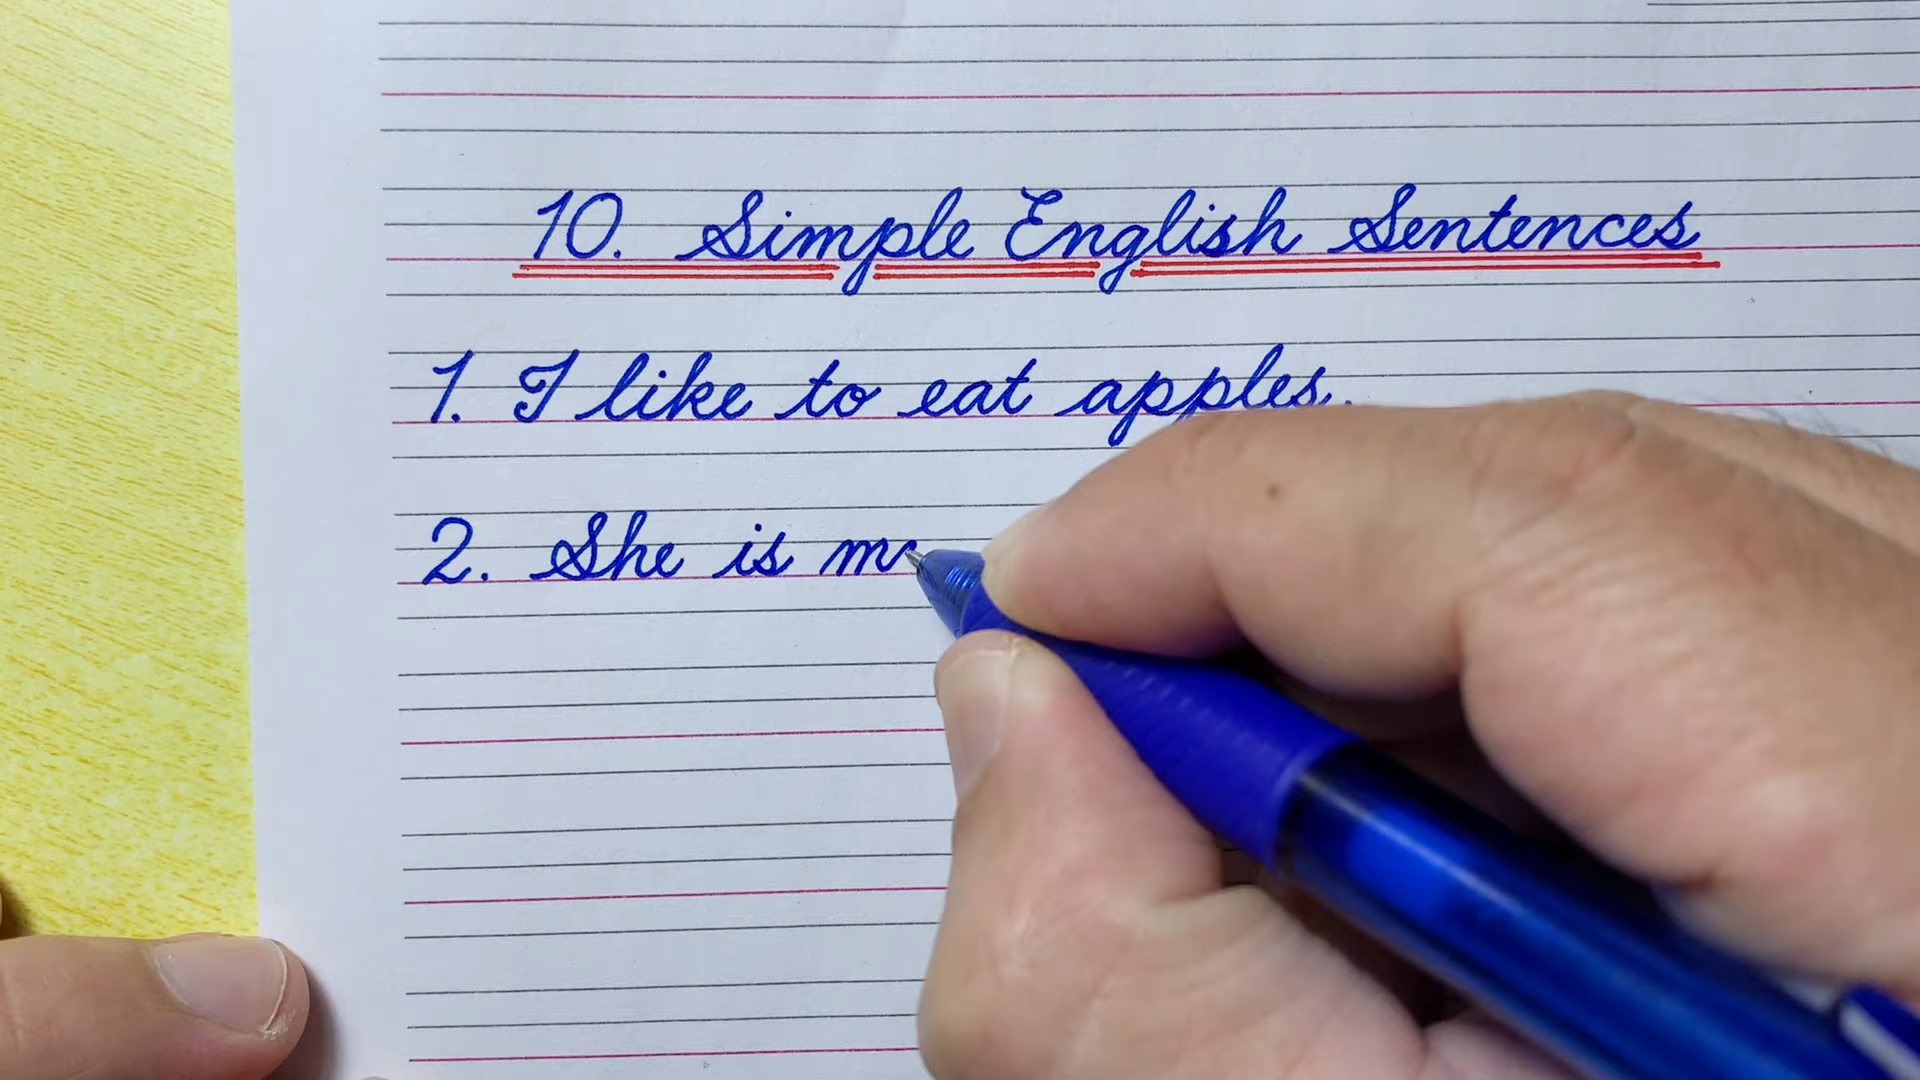 10. Simple English Sentences
1. I like to eat apples.
2. She is m